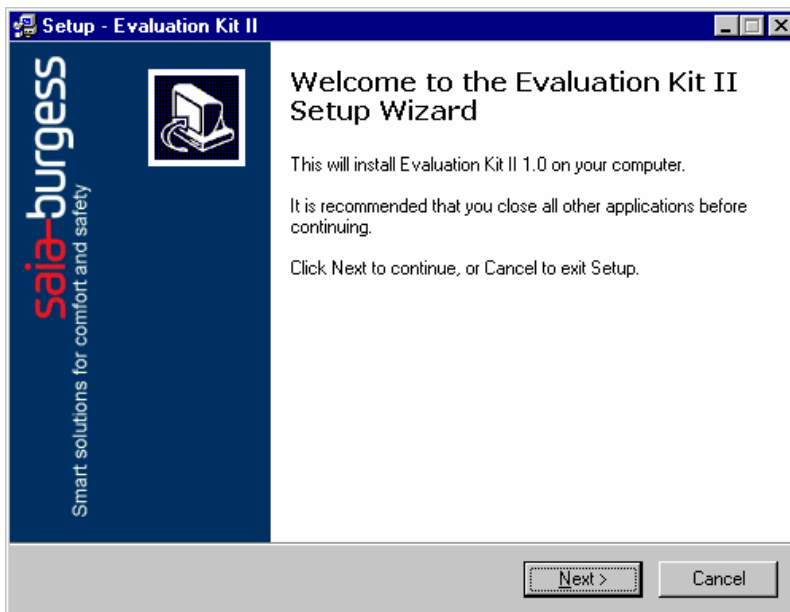 Setup - Evaluation Kit II
saia-burgess
Smart solutions for comfort and safety
Welcome to the Evaluation Kit II
Setup Wizard
This will install Evaluation Kit II 1.0 on your computer.
It is recommended that you close all other applications before
continuing.
Click Next to continue, or Cancel to exit Setup.
Next >
Cancel